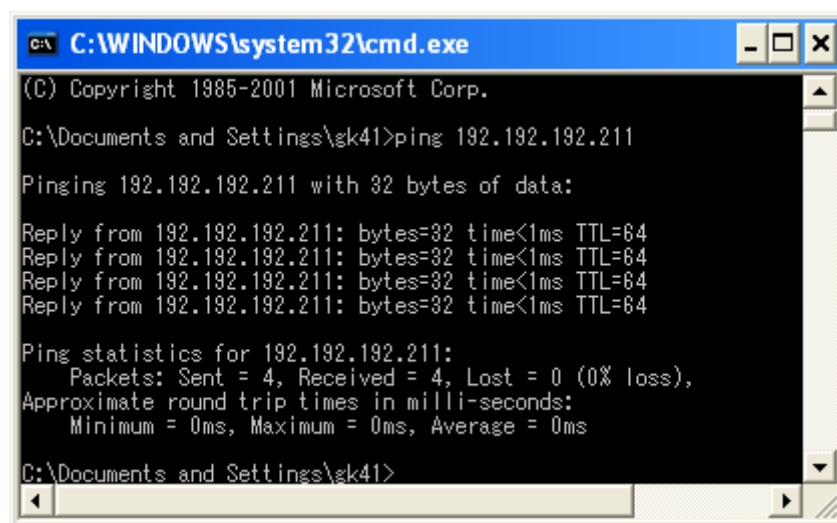 C:\WINDOWS\system32\cmd.exe
(C) Copyright 1985-2001 Microsoft Corp.
C:\Documents and Settings\gk41>ping 192.192.192.211
Pinging 192.192.192.211 with 32 bytes of data:
Reply from 192.192.192.211: bytes=32 time<1ms TTL=64
Reply from 192.192.192.211: bytes=32 time<1ms TTL=64
Reply from 192.192.192.211: bytes=32 time<1ms TTL=64
Reply from 192.192.192.211: bytes=32 time<1ms TTL=64
Ping statistics for 192.192.192.211:
    Packets: Sent = 4, Received = 4, Lost = 0 (0% loss),
Approximate round trip times in milli-seconds:
    Minimum = 0ms, Maximum = 0ms, Average = 0ms
C:\Documents and Settings\gk41>